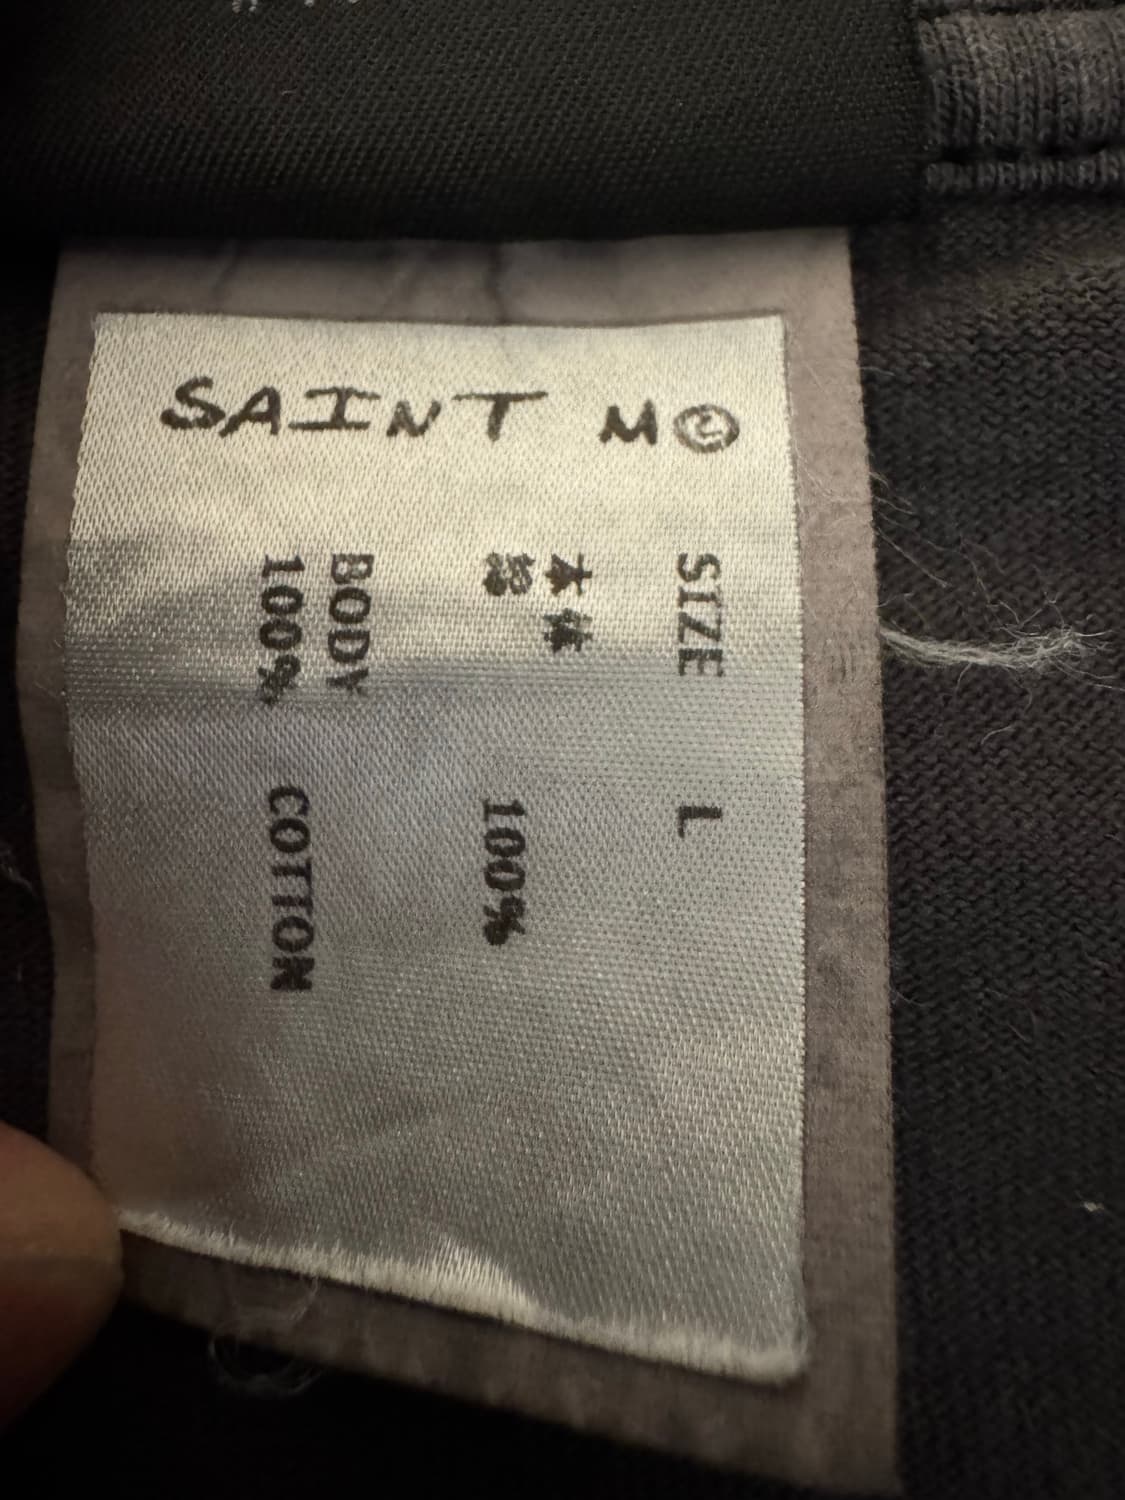 SAINT M©
SIZE L
本体
綿 100%
BODY
100% COTTON